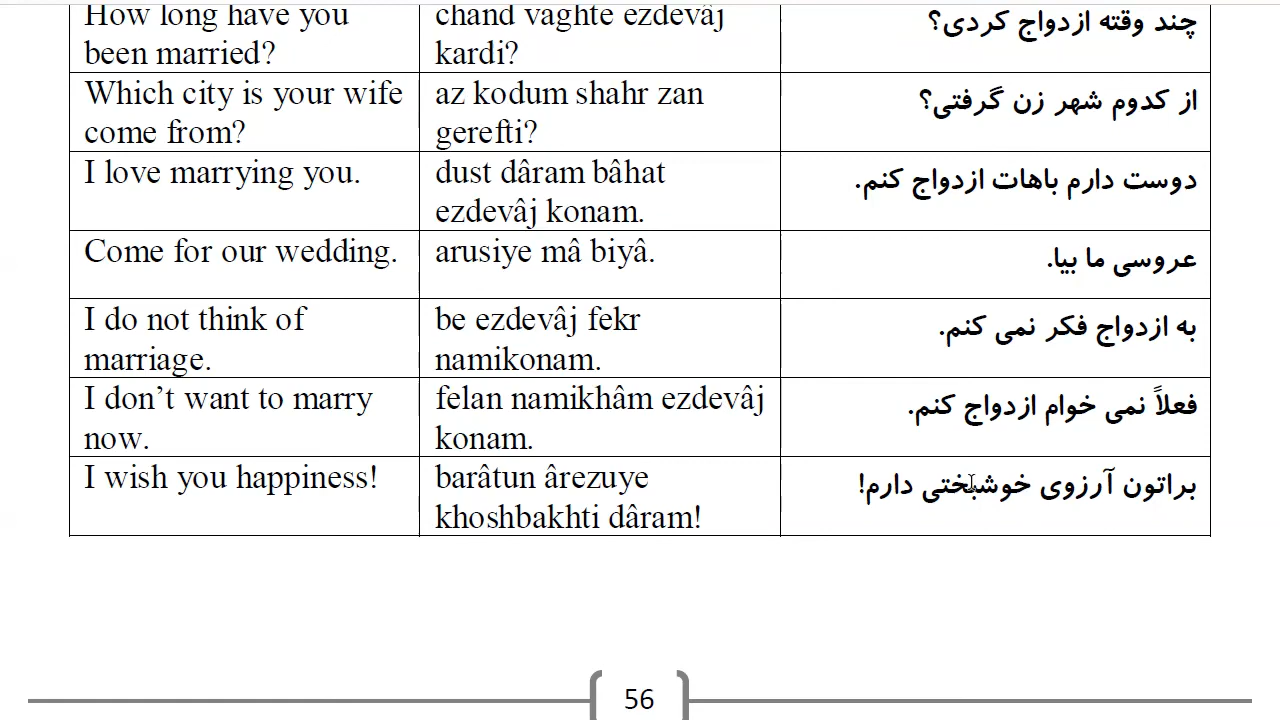 How long have you
been married?
chand vaghte ezdevâj
kardi?
چند وقته ازدواج کردی؟
Which city is your wife
come from?
az kodum shahr zan
gerefti?
از کدوم شهر زن گرفتی؟
I love marrying you.
dust dâram bâhat
ezdevâj konam.
دوست دارم باهات ازدواج کنم.
Come for our wedding.
arusiye mâ biyâ.
عروسی ما بیا.
I do not think of
marriage.
be ezdevâj fekr
namikonam.
به ازدواج فکر نمی کنم.
I don’t want to marry
now.
felan namikhâm ezdevâj
konam.
فعلاً نمی خوام ازدواج کنم.
I wish you happiness!
barâtun ârezuye
khoshbakhti dâram!
براتون آرزوی خوشبختی دارم!
56